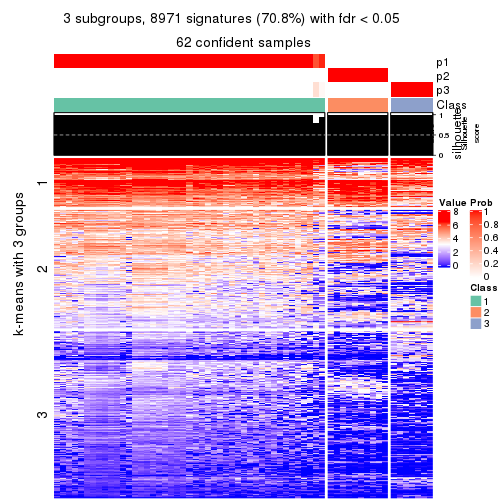 3 subgroups, 8971 signatures (70.8%) with fdr < 0.05
62 confident samples
p1
p2
p3
Class
1
0.5
0
silhouette
Silhouette
score
k-means with 3 groups
1
2
3
Value
8
6
4
2
0
Prob
1
0.8
0.6
0.4
0.2
0
Class
1
2
3